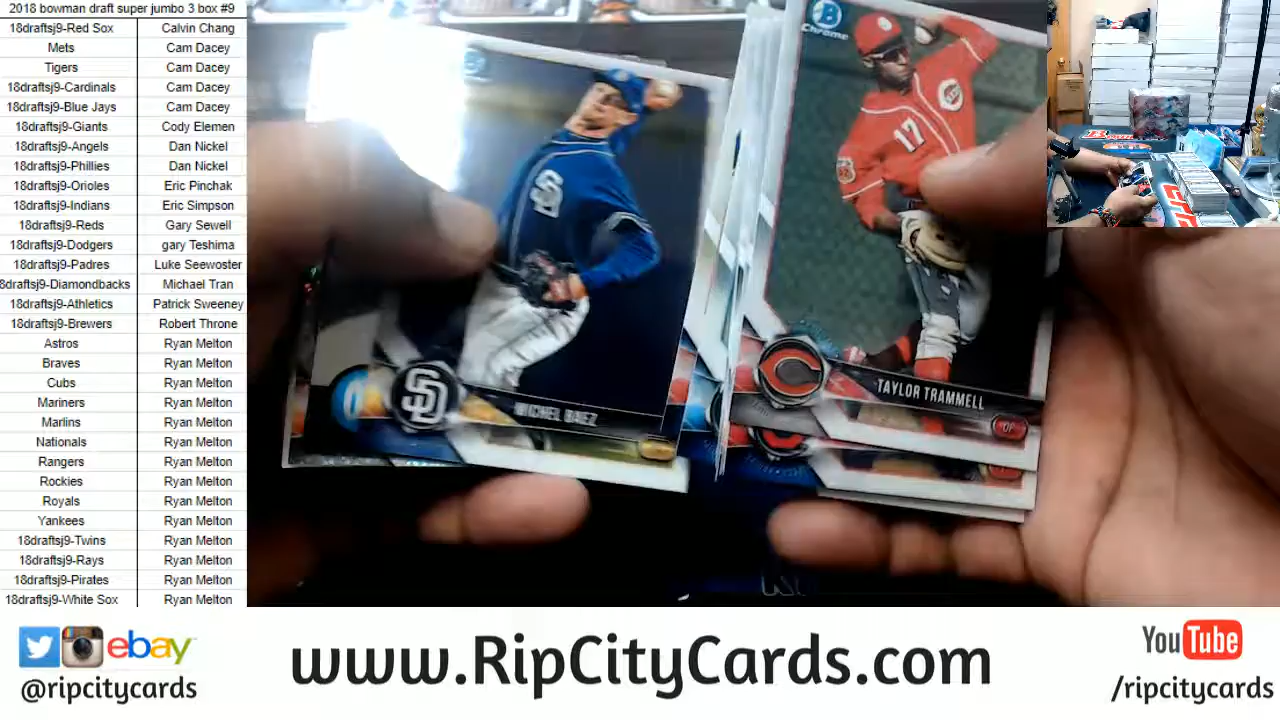 2018 bowman draft super jumbo 3 box #9
18draftsj9-Red Sox Calvin Chang
Mets Cam Dacey
Tigers Cam Dacey
18draftsj9-Cardinals Cam Dacey
18draftsj9-Blue Jays Cam Dacey
18draftsj9-Giants Cody Elemen
18draftsj9-Angels Dan Nickel
18draftsj9-Phillies Dan Nickel
18draftsj9-Orioles Eric Pinchak
18draftsj9-Indians Eric Simpson
18draftsj9-Reds Gary Sewell
18draftsj9-Dodgers gary Teshima
18draftsj9-Padres Luke Seewoster
8draftsj9-Diamondbacks Michael Tran
18draftsj9-Athletics Patrick Sweeney
18draftsj9-Brewers Robert Throne
Astros Ryan Melton
Braves Ryan Melton
Cubs Ryan Melton
Mariners Ryan Melton
Marlins Ryan Melton
Nationals Ryan Melton
Rangers Ryan Melton
Rockies Ryan Melton
Royals Ryan Melton
Yankees Ryan Melton
18draftsj9-Twins Ryan Melton
18draftsj9-Rays Ryan Melton
18draftsj9-Pirates Ryan Melton
18draftsj9-White Sox Ryan Melton
SD
SD
MICHEL BAEZ
B
Chrome
C
17
C
TAYLOR TRAMMELL
OF
ebay
@ripcitycards
www.RipCityCards.com
YouTube
/ripcitycards